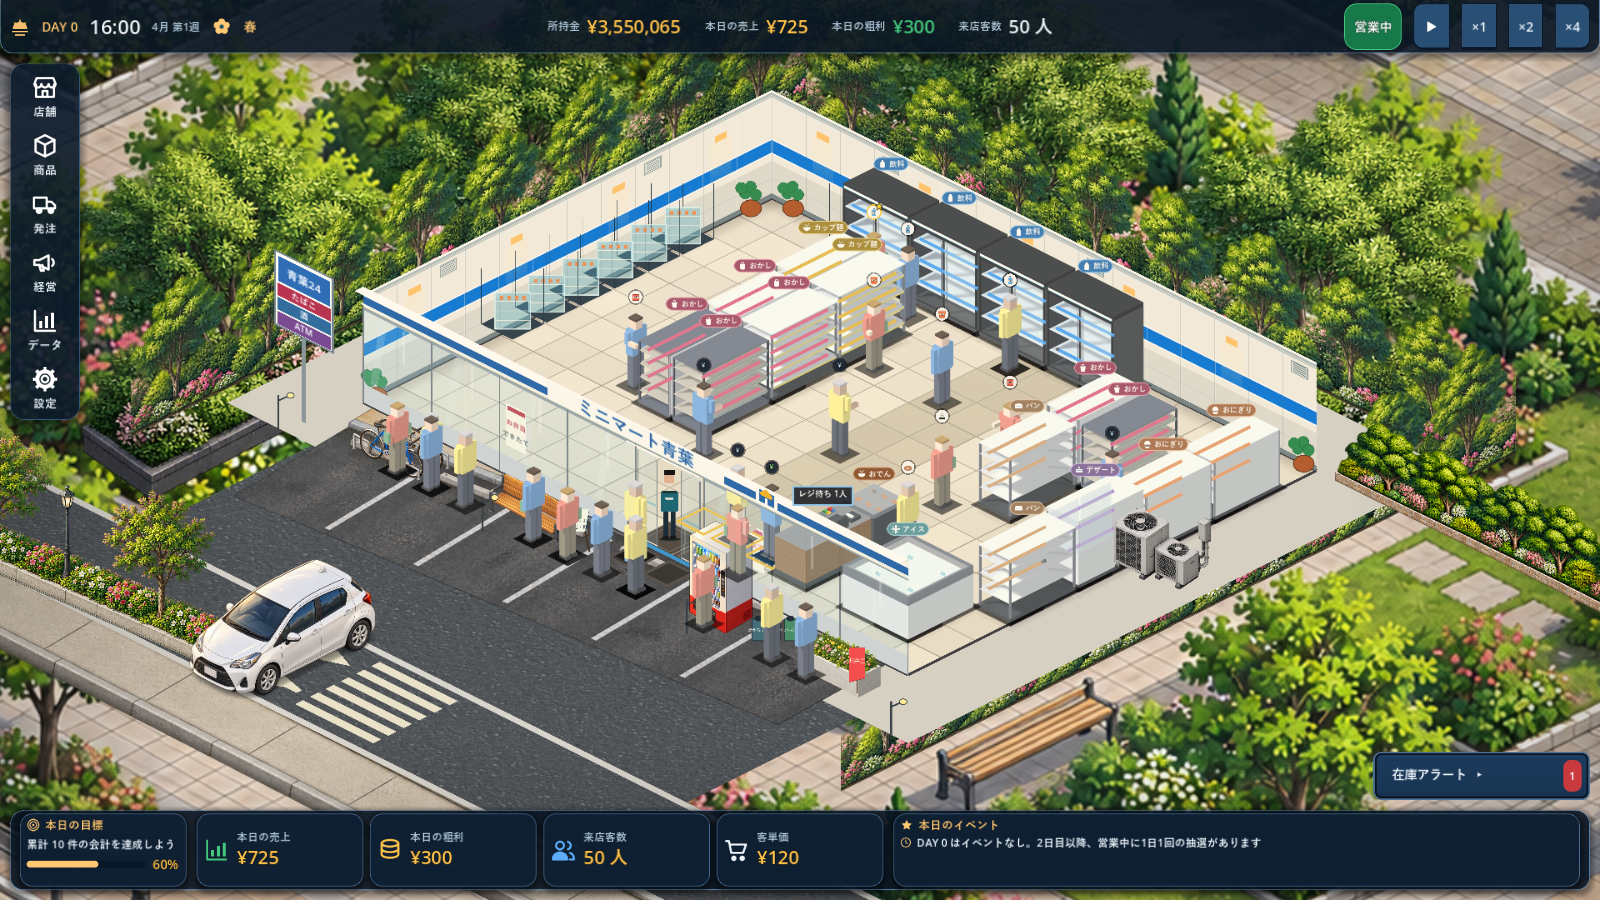 DAY 0 16:00 4月 第1週 春
所持金 ¥3,550,065 本日の売上 ¥725 本日の粗利 ¥300 来店客数 50 人
営業中 ×1 ×2 ×4
店舗
商品
発注
経営
データ
設定
青葉24
たばこ
酒
ATM
飲料
飲料
飲料
飲料
カップ麺
カップ麺
おかし
おかし
おかし
おかし
おかし
おかし
パン
おにぎり
おにぎり
デザート
パン
おでん
アイス
レジ待ち 1人
ミニマート青葉
お弁当
できたて
在庫アラート 1
本日の目標
累計 10 件の会計を達成しよう
60%
本日の売上
¥725
本日の粗利
¥300
来店客数
50 人
客単価
¥120
本日のイベント
DAY 0 はイベントなし。2日目以降、営業中に1日1回の抽選があります